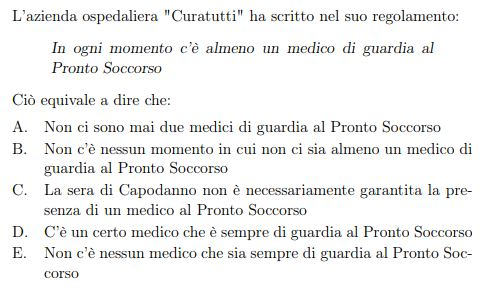 L'azienda ospedaliera "Curatutti" ha scritto nel suo regolamento:
In ogni momento c'è almeno un medico di guardia al
Pronto Soccorso
Ciò equivale a dire che:
A. Non ci sono mai due medici di guardia al Pronto Soccorso
B. Non c'è nessun momento in cui non ci sia almeno un medico di
guardia al Pronto Soccorso
C. La sera di Capodanno non è necessariamente garantita la pre-
senza di un medico al Pronto Soccorso
D. C'è un certo medico che è sempre di guardia al Pronto Soccorso
E. Non c'è nessun medico che sia sempre di guardia al Pronto Soc-
corso